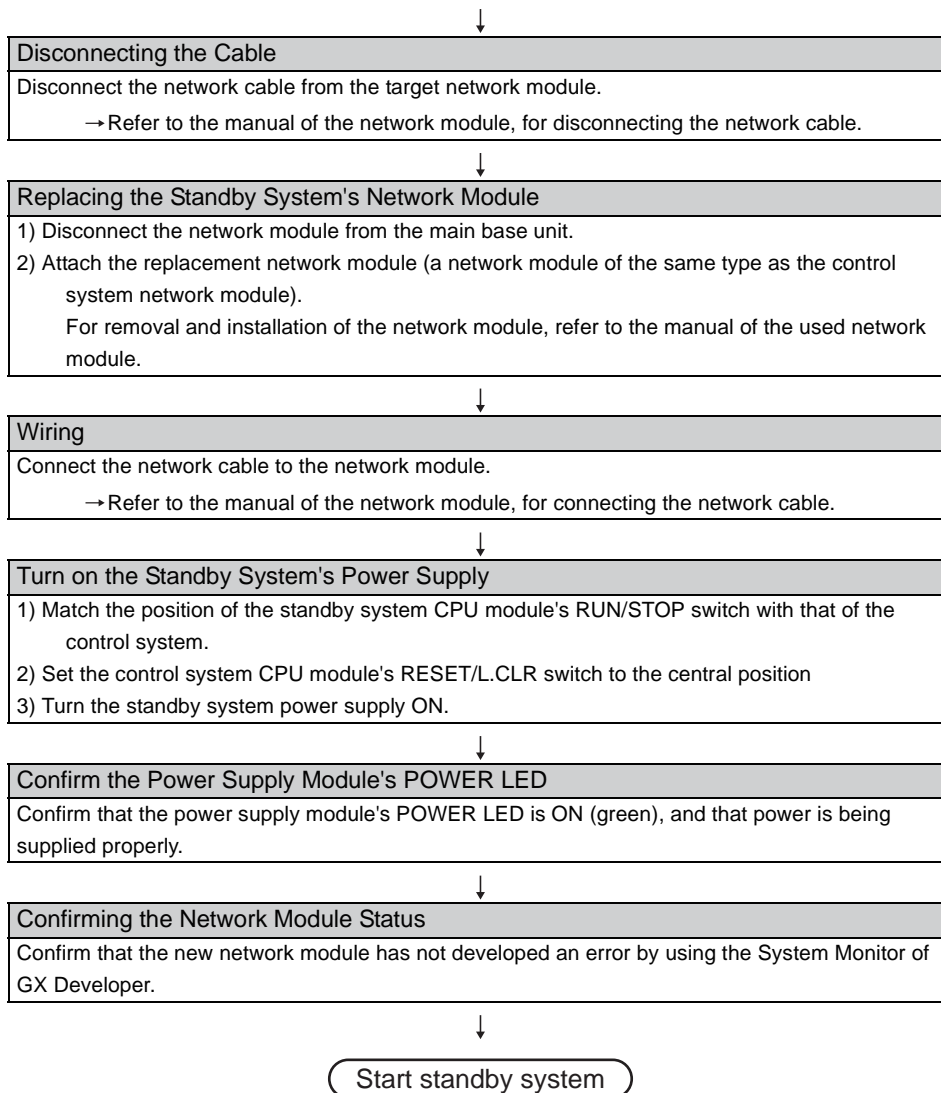 ↓
Disconnecting the Cable
Disconnect the network cable from the target network module.
→Refer to the manual of the network module, for disconnecting the network cable.
↓
Replacing the Standby System's Network Module
1) Disconnect the network module from the main base unit.
2) Attach the replacement network module (a network module of the same type as the control
system network module).
For removal and installation of the network module, refer to the manual of the used network
module.
↓
Wiring
Connect the network cable to the network module.
→Refer to the manual of the network module, for connecting the network cable.
↓
Turn on the Standby System's Power Supply
1) Match the position of the standby system CPU module's RUN/STOP switch with that of the
control system.
2) Set the control system CPU module's RESET/L.CLR switch to the central position
3) Turn the standby system power supply ON.
↓
Confirm the Power Supply Module's POWER LED
Confirm that the power supply module's POWER LED is ON (green), and that power is being
supplied properly.
↓
Confirming the Network Module Status
Confirm that the new network module has not developed an error by using the System Monitor of
GX Developer.
↓
Start standby system